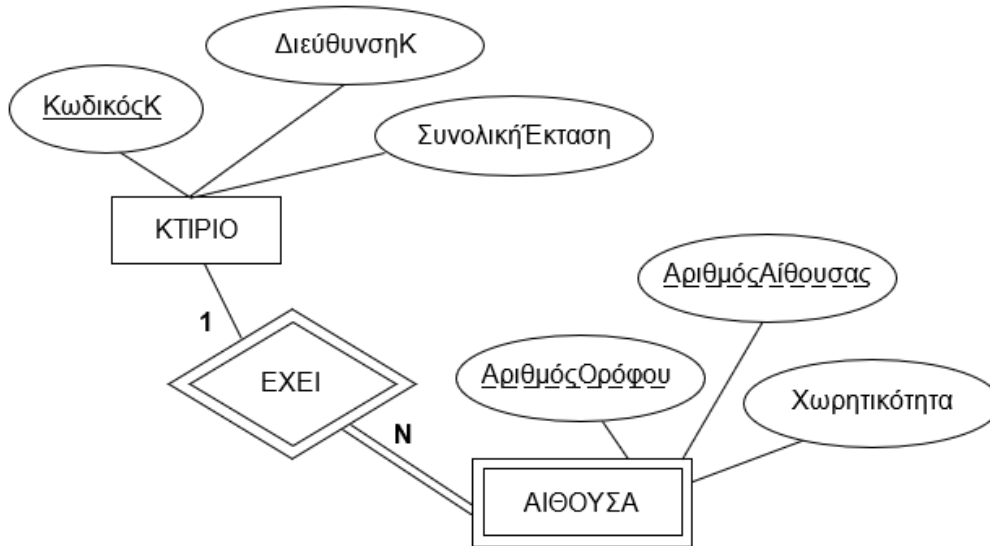 ΔιεύθυνσηΚ
ΚωδικόςΚ
ΣυνολικήΈκταση
ΚΤΙΡΙΟ
ΑριθμόςΑίθουσας
1
ΑριθμόςΟρόφου
ΕΧΕΙ
Χωρητικότητα
N
ΑΙΘΟΥΣΑ